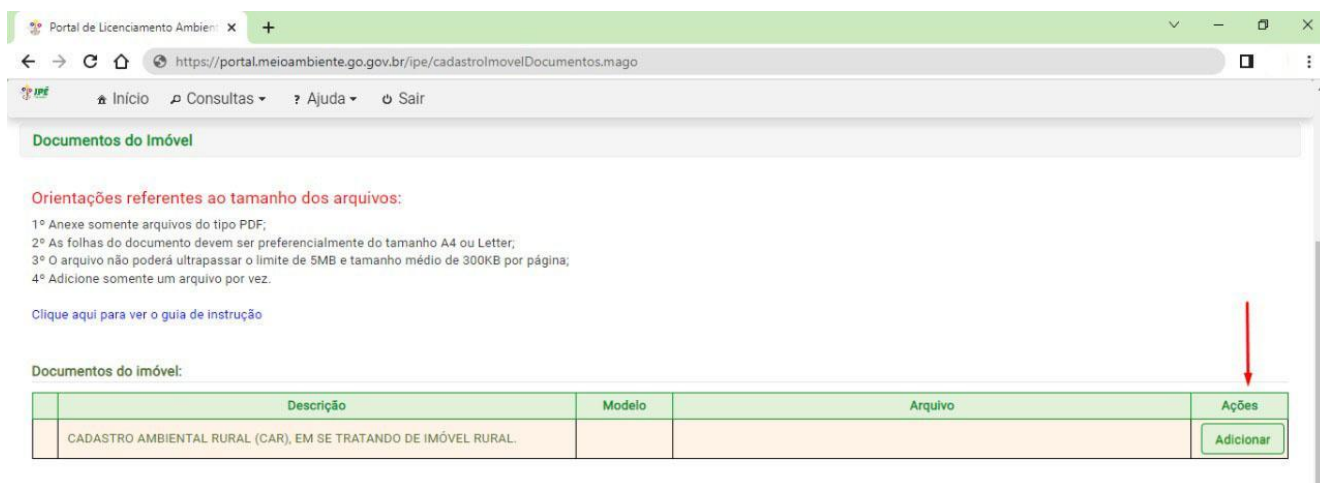 Portal de Licenciamento Ambien
https://portal.meioambiente.go.gov.br/ipe/cadastroImovelDocumentos.mago
IPÊ Início Consultas Ajuda Sair
Documentos do Imóvel
Orientações referentes ao tamanho dos arquivos:
1º Anexe somente arquivos do tipo PDF;
2º As folhas do documento devem ser preferencialmente do tamanho A4 ou Letter;
3º O arquivo não poderá ultrapassar o limite de 5MB e tamanho médio de 300KB por página;
4º Adicione somente um arquivo por vez.
Clique aqui para ver o guia de instrução
Documentos do imóvel:
Descrição Modelo Arquivo Ações
CADASTRO AMBIENTAL RURAL (CAR), EM SE TRATANDO DE IMÓVEL RURAL. Adicionar